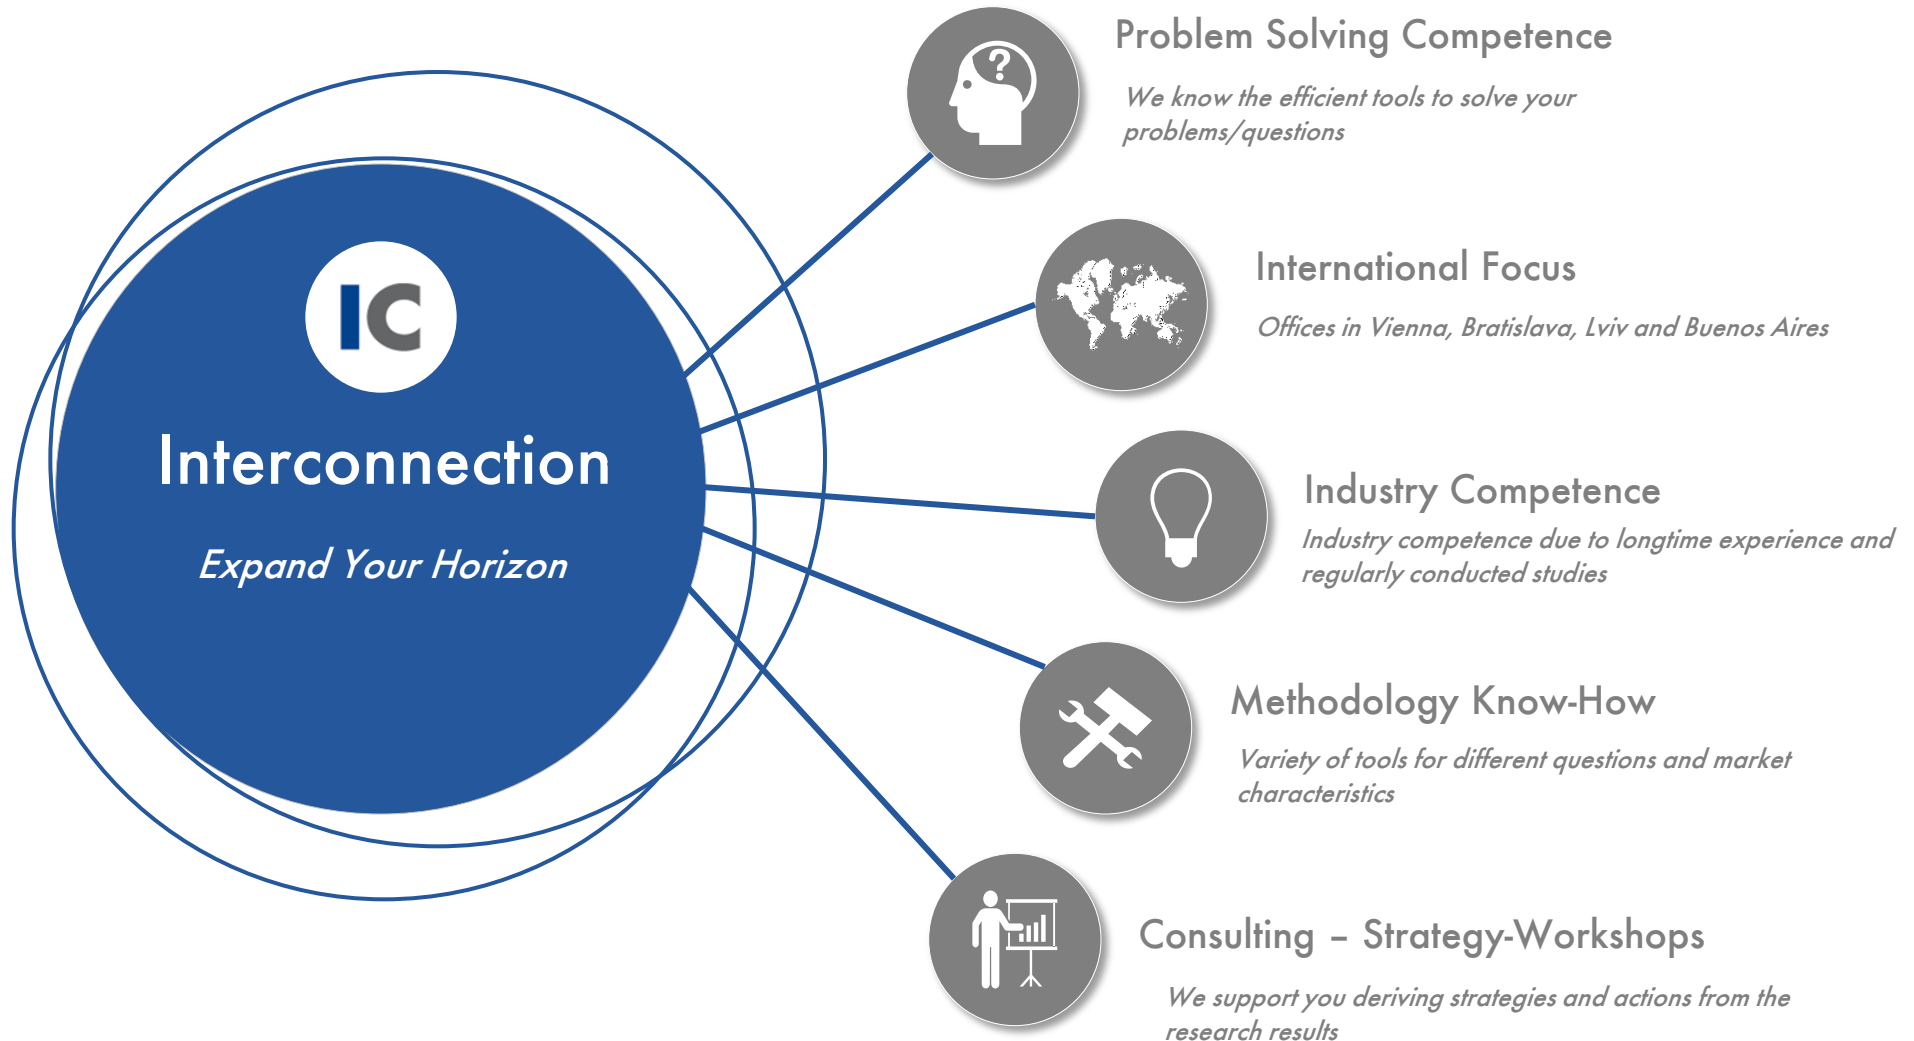 IC
Interconnection
Expand Your Horizon
?
Problem Solving Competence
We know the efficient tools to solve your
problems/questions
International Focus
Offices in Vienna, Bratislava, Lviv and Buenos Aires
Industry Competence
Industry competence due to longtime experience and
regularly conducted studies
Methodology Know-How
Variety of tools for different questions and market
characteristics
Consulting – Strategy-Workshops
We support you deriving strategies and actions from the
research results